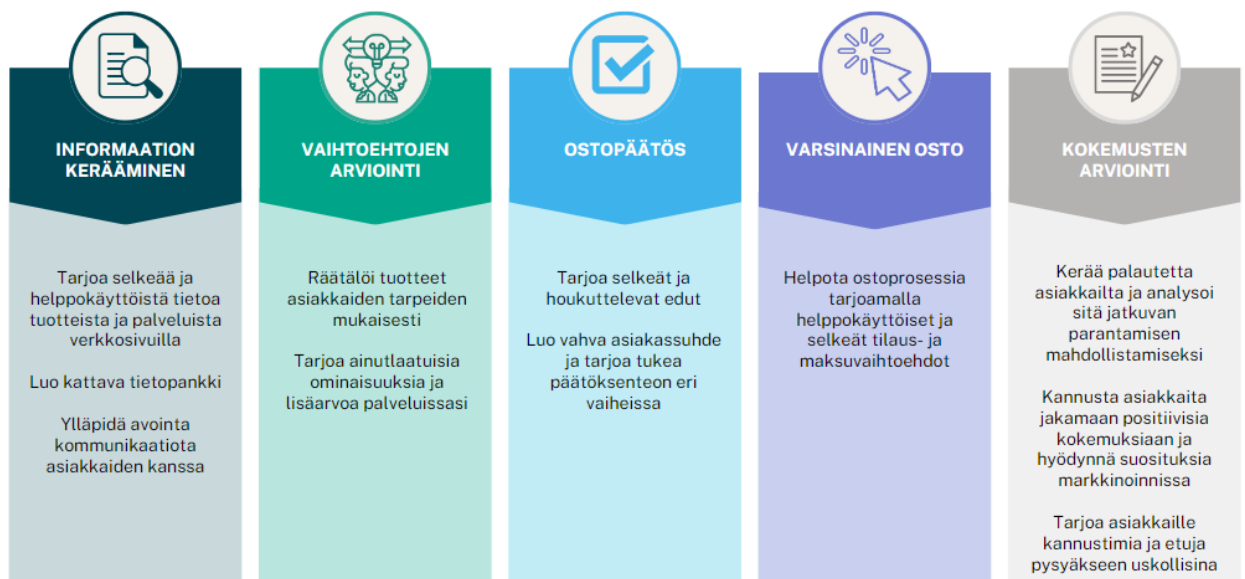 INFORMAATION
KERÄÄMINEN
Tarjoa selkeää ja
helppokäyttöistä tietoa
tuotteista ja palveluista
verkkosivuilla
Luo kattava tietopankki
Ylläpidä avointa
kommunikaatiota
asiakkaiden kanssa
VAIHTOEHTOJEN
ARVIOINTI
Räätälöi tuotteet
asiakkaiden tarpeiden
mukaisesti
Tarjoa ainutlaatuisia
ominaisuuksia ja
lisäarvoa palveluissasi
OSTOPÄÄTÖS
Tarjoa selkeät ja
houkuttelevat edut
Luo vahva asiakassuhde
ja tarjoa tukea
päätöksenteon eri
vaiheissa
VARSINAINEN OSTO
Helpota ostoprosessia
tarjoamalla
helppokäyttöiset ja
selkeät tilaus- ja
maksuvaihtoehdot
KOKEMUSTEN
ARVIOINTI
Kerää palautetta
asiakkailta ja analysoi
sitä jatkuvan
parantamisen
mahdollistamiseksi
Kannusta asiakkaita
jakamaan positiivisia
kokemuksiaan ja
hyödynnä suosituksia
markkinoinnissa
Tarjoa asiakkaille
kannustimia ja etuja
pysyäkseen uskollisina